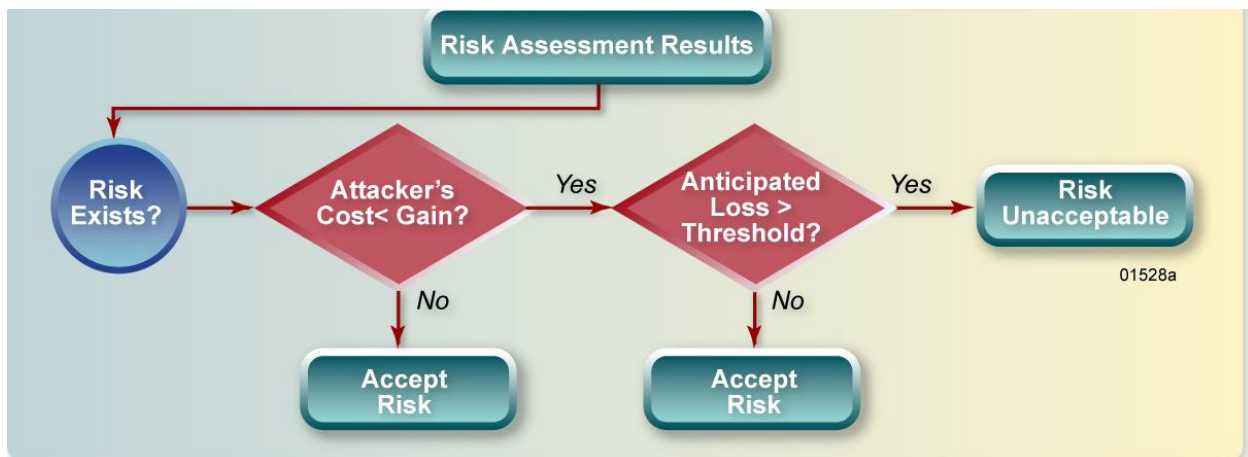 Risk Assessment Results
Risk
Exists?
Attacker's
Cost< Gain?
Yes
Anticipated
Loss >
Threshold?
Yes
Risk
Unacceptable
01528a
No
No
Accept
Risk
Accept
Risk